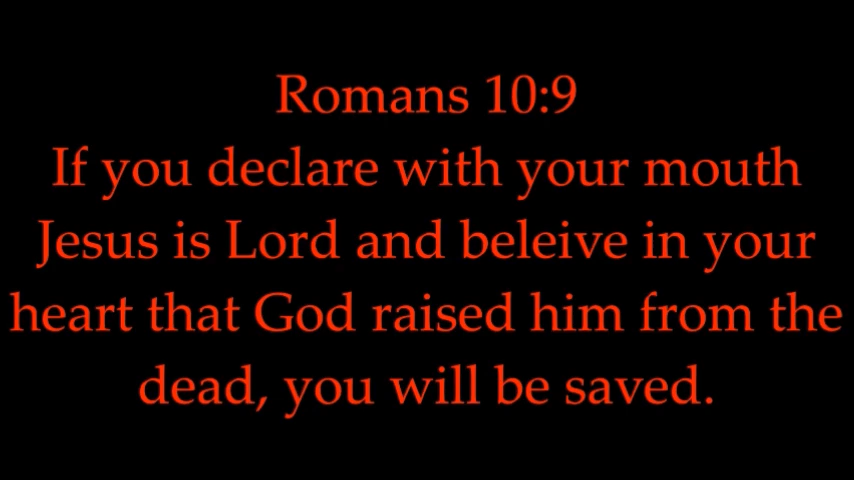 Romans 10:9
If you declare with your mouth
Jesus is Lord and beleive in your
heart that God raised him from the
dead, you will be saved.